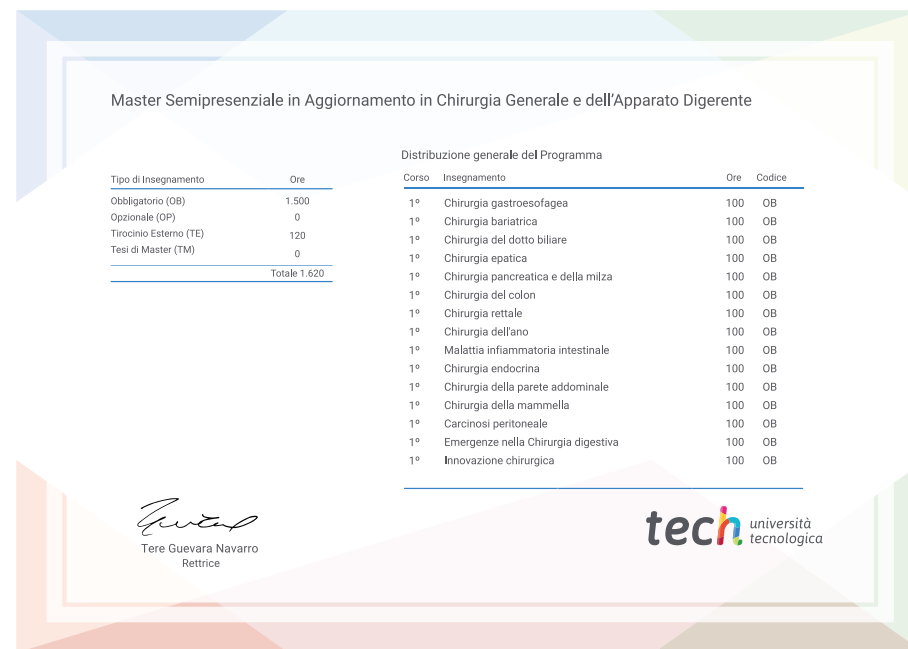 Master Semipresenziale in Aggiornamento in Chirurgia Generale e dell'Apparato Digerente
Tipo di Insegnamento Ore
Obbligatorio (OB) 1.500
Opzionale (OP) 0
Tirocinio Esterno (TE) 120
Tesi di Master (TM) 0
Totale 1.620
Distribuzione generale del Programma
Corso Insegnamento Ore Codice
1º Chirurgia gastroesofagea 100 OB
1º Chirurgia bariatrica 100 OB
1º Chirurgia del dotto biliare 100 OB
1º Chirurgia epatica 100 OB
1º Chirurgia pancreatica e della milza 100 OB
1º Chirurgia del colon 100 OB
1º Chirurgia rettale 100 OB
1º Chirurgia dell'ano 100 OB
1º Malattia infiammatoria intestinale 100 OB
1º Chirurgia endocrina 100 OB
1º Chirurgia della parete addominale 100 OB
1º Chirurgia della mammella 100 OB
1º Carcinosi peritoneale 100 OB
1º Emergenze nella Chirurgia digestiva 100 OB
1º Innovazione chirurgica 100 OB
Tere Guevara Navarro
Rettrice
tech università
tecnologica